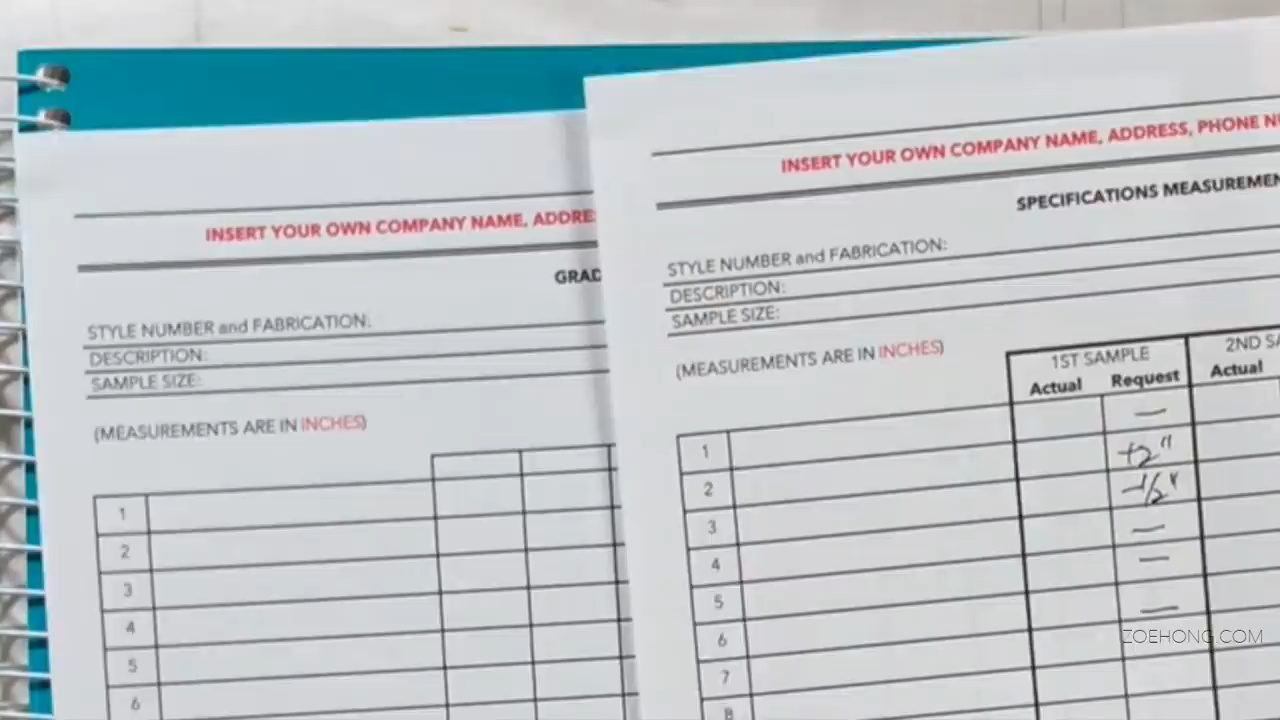 INSERT YOUR OWN COMPANY NAME, ADDRE
GRAD
STYLE NUMBER and FABRICATION:
DESCRIPTION:
SAMPLE SIZE:
(MEASUREMENTS ARE IN INCHES)
1
2
3
4
5
6
INSERT YOUR OWN COMPANY NAME, ADDRESS, PHONE NU
SPECIFICATIONS MEASUREMEN
STYLE NUMBER and FABRICATION:
DESCRIPTION:
SAMPLE SIZE:
(MEASUREMENTS ARE IN INCHES)
1ST SAMPLE 2ND SA
Actual Request Actual
—
1 +2"
2 -1/2"
3 —
4 —
5 —
6
7
8
ZOEHONG.COM